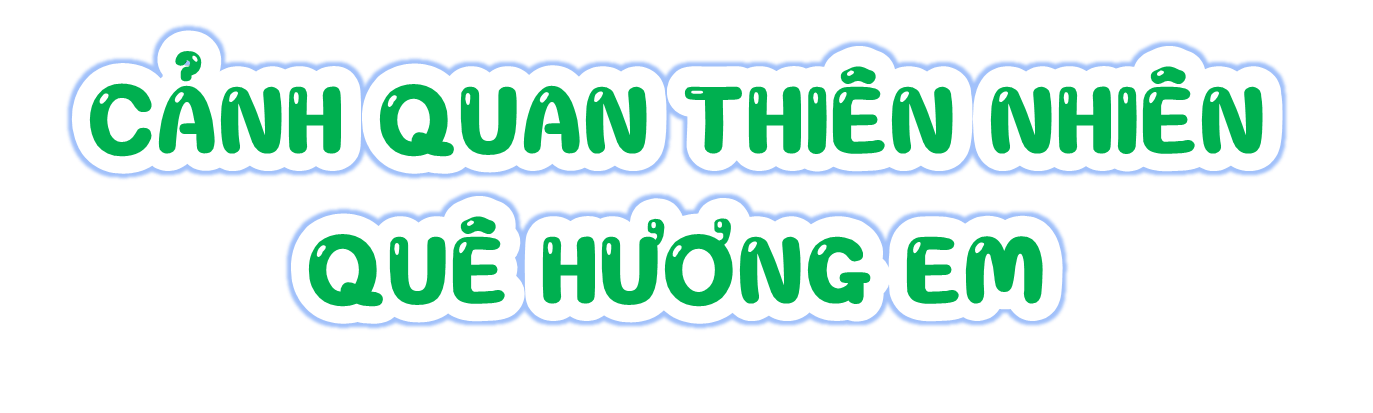 CẢNH QUAN THIÊN NHIÊN
QUÊ HƯƠNG EM